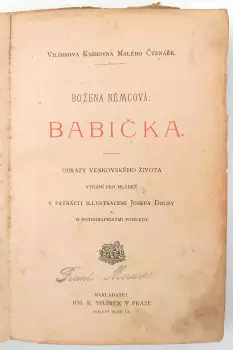 Vilímkova Knihovna Malého Čtenáře.
BOŽENA NĚMCOVÁ:
BABIČKA.
OBRAZY VENKOVSKÉHO ŽIVOTA
VYDÁNÍ PRO MLÁDEŽ
S PATNÁCTI ILLUSTRACEMI JOSEFA DOUBY
A
FOTOGRAFICKÝMI POHLEDY.
NAKLADATEL:
JOS. R. VILÍMEK V PRAZE